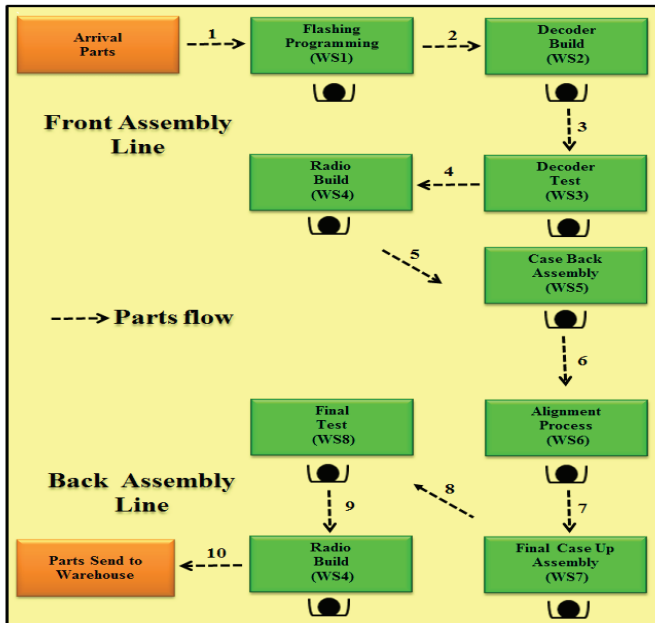 Arrival
Parts
1
Flashing
Programming
(WS1)
2
Decoder
Build
(WS2)
3
Front Assembly
Line
Radio
Build
(WS4)
4
Decoder
Test
(WS3)
5
Case Back
Assembly
(WS5)
Parts flow
6
Final
Test
(WS8)
Alignment
Process
(WS6)
Back Assembly
Line
8
7
9
Parts Send to
Warehouse
10
Radio
Build
(WS4)
Final Case Up
Assembly
(WS7)